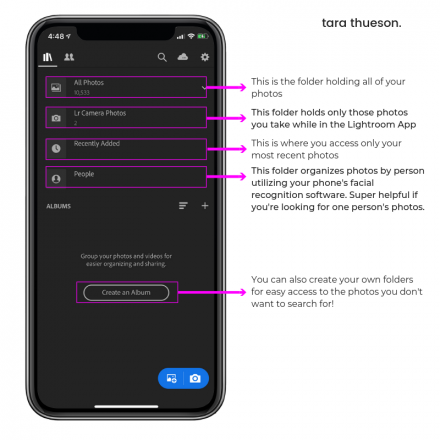 tara thueson.
4:48
All Photos
10,533
This is the folder holding all of your
photos
Lr Camera Photos
2
This folder holds only those photos
you take while in the Lightroom App
Recently Added
This is where you access only your
most recent photos
People
This folder organizes photos by person
utilizing your phone's facial
recognition software. Super helpful if
you're looking for one person's photos.
ALBUMS
Group your photos and videos for
easier organizing and sharing.
Create an Album
You can also create your own folders
for easy access to the photos you don't
want to search for!